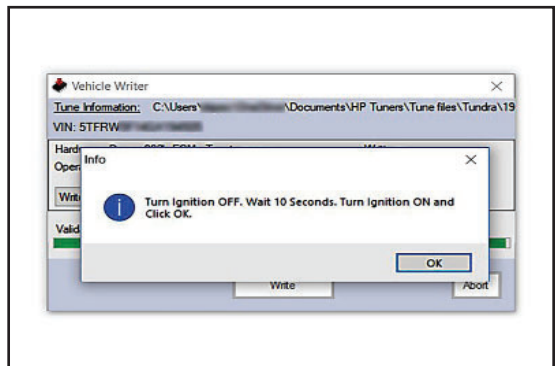 Vehicle Writer
Tune Information: C:\Users\ \Documents\HP Tuners\Tune files\Tundra\19
VIN: 5TFRW
Info
Turn Ignition OFF. Wait 10 Seconds. Turn Ignition ON and
Click OK.
OK
Write
Abort